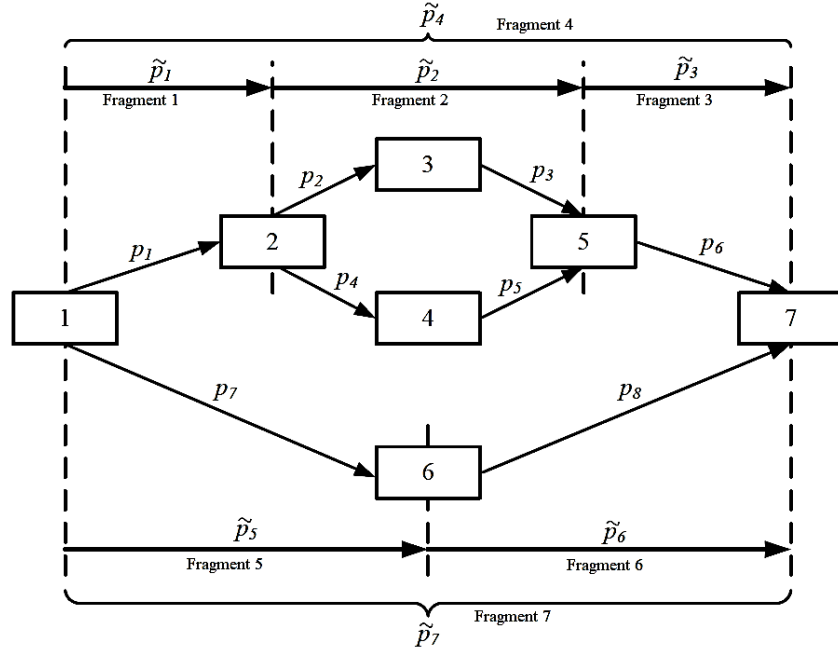 p̃₄ Fragment 4
p̃₁ p̃₂ p̃₃
Fragment 1 Fragment 2 Fragment 3
3
p₂ p₃
2 5
p₁ p₆
p₄ p₅
1 4 7
p₇ p₈
6
p̃₅ p̃₆
Fragment 5 Fragment 6
Fragment 7
p̃₇